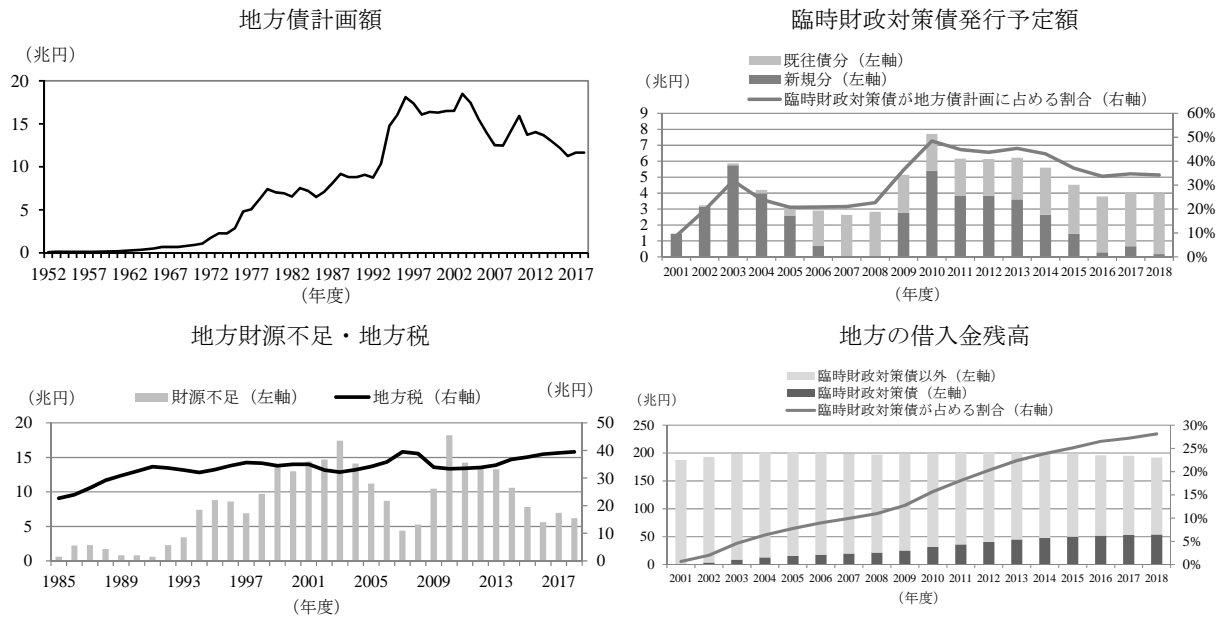 地方債計画額
（兆円）
20
15
10
5
0
1952 1957 1962 1967 1972 1977 1982 1987 1992 1997 2002 2007 2012 2017
（年度）
臨時財政対策債発行予定額
既往債分（左軸）
（兆円）
新規分（左軸）
臨時財政対策債が地方債計画に占める割合（右軸）
9 60%
8 50%
7
6 40%
5
30%
4
3 20%
2
10%
1
0 0%
2001 2002 2003 2004 2005 2006 2007 2008 2009 2010 2011 2012 2013 2014 2015 2016 2017 2018
（年度）
地方財源不足・地方税
（兆円） 財源不足（左軸） 地方税（右軸） （兆円）
20 50
40
15
30
10
20
5
10
0 0
1985 1989 1993 1997 2001 2005 2009 2013 2017
（年度）
地方の借入金残高
臨時財政対策債以外（左軸）
（兆円）
臨時財政対策債（左軸）
臨時財政対策債が占める割合（右軸）
250 30%
200 25%
20%
150
15%
100
10%
50
5%
0 0%
2001 2002 2003 2004 2005 2006 2007 2008 2009 2010 2011 2012 2013 2014 2015 2016 2017 2018
（年度）